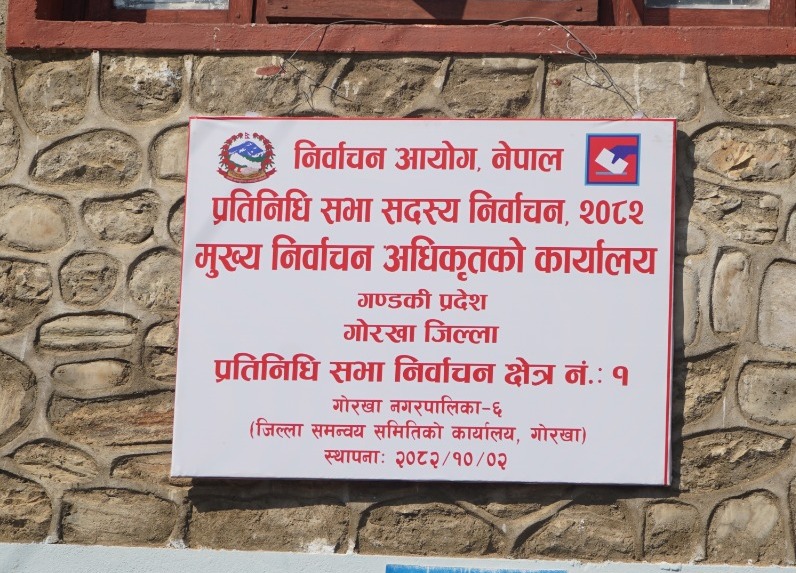 निर्वाचन आयोग, नेपाल
प्रतिनिधि सभा सदस्य निर्वाचन, २०८२
मुख्य निर्वाचन अधिकृतको कार्यालय
गण्डकी प्रदेश
गोरखा जिल्ला
प्रतिनिधि सभा निर्वाचन क्षेत्र नं.: १
गोरखा नगरपालिका-६
(जिल्ला समन्वय समितिको कार्यालय, गोरखा)
स्थापनाः २०८२/१०/०२